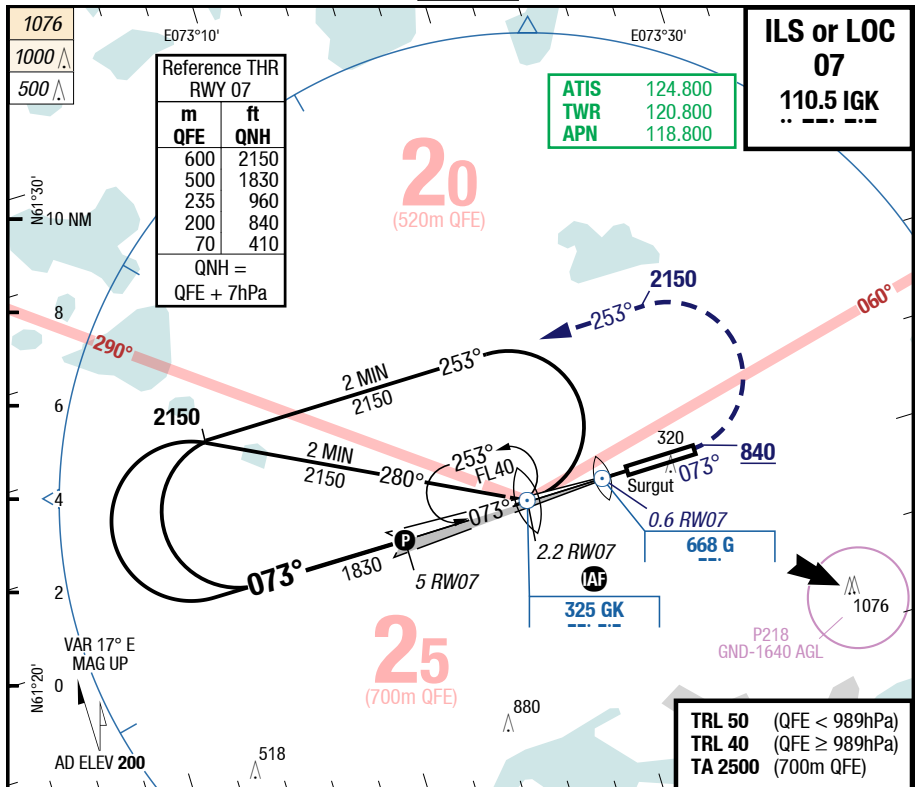 1076
1000
500
E073°10'
E073°30'
ILS or LOC
07
110.5 IGK
Reference THR
RWY 07
m ft
QFE QNH
600 2150
500 1830
235 960
200 840
70 410
QNH =
QFE + 7hPa
ATIS 124.800
TWR 120.800
APN 118.800
20
(520m QFE)
N61°30'
10 NM
8
6
4
2
0
N61°20'
290°
060°
2150
253°
2 MIN
2150
253°
2150
2 MIN
2150
280°
253°
FL40
073°
320
Surgut
073°
840
0.6 RW07
668 G
2.2 RW07
IAF
325 GK
P
5 RW07
1830
073°
1076
P218
GND-1640 AGL
25
(700m QFE)
VAR 17° E
MAG UP
AD ELEV 200
880
518
TRL 50 (QFE < 989hPa)
TRL 40 (QFE ≥ 989hPa)
TA 2500 (700m QFE)